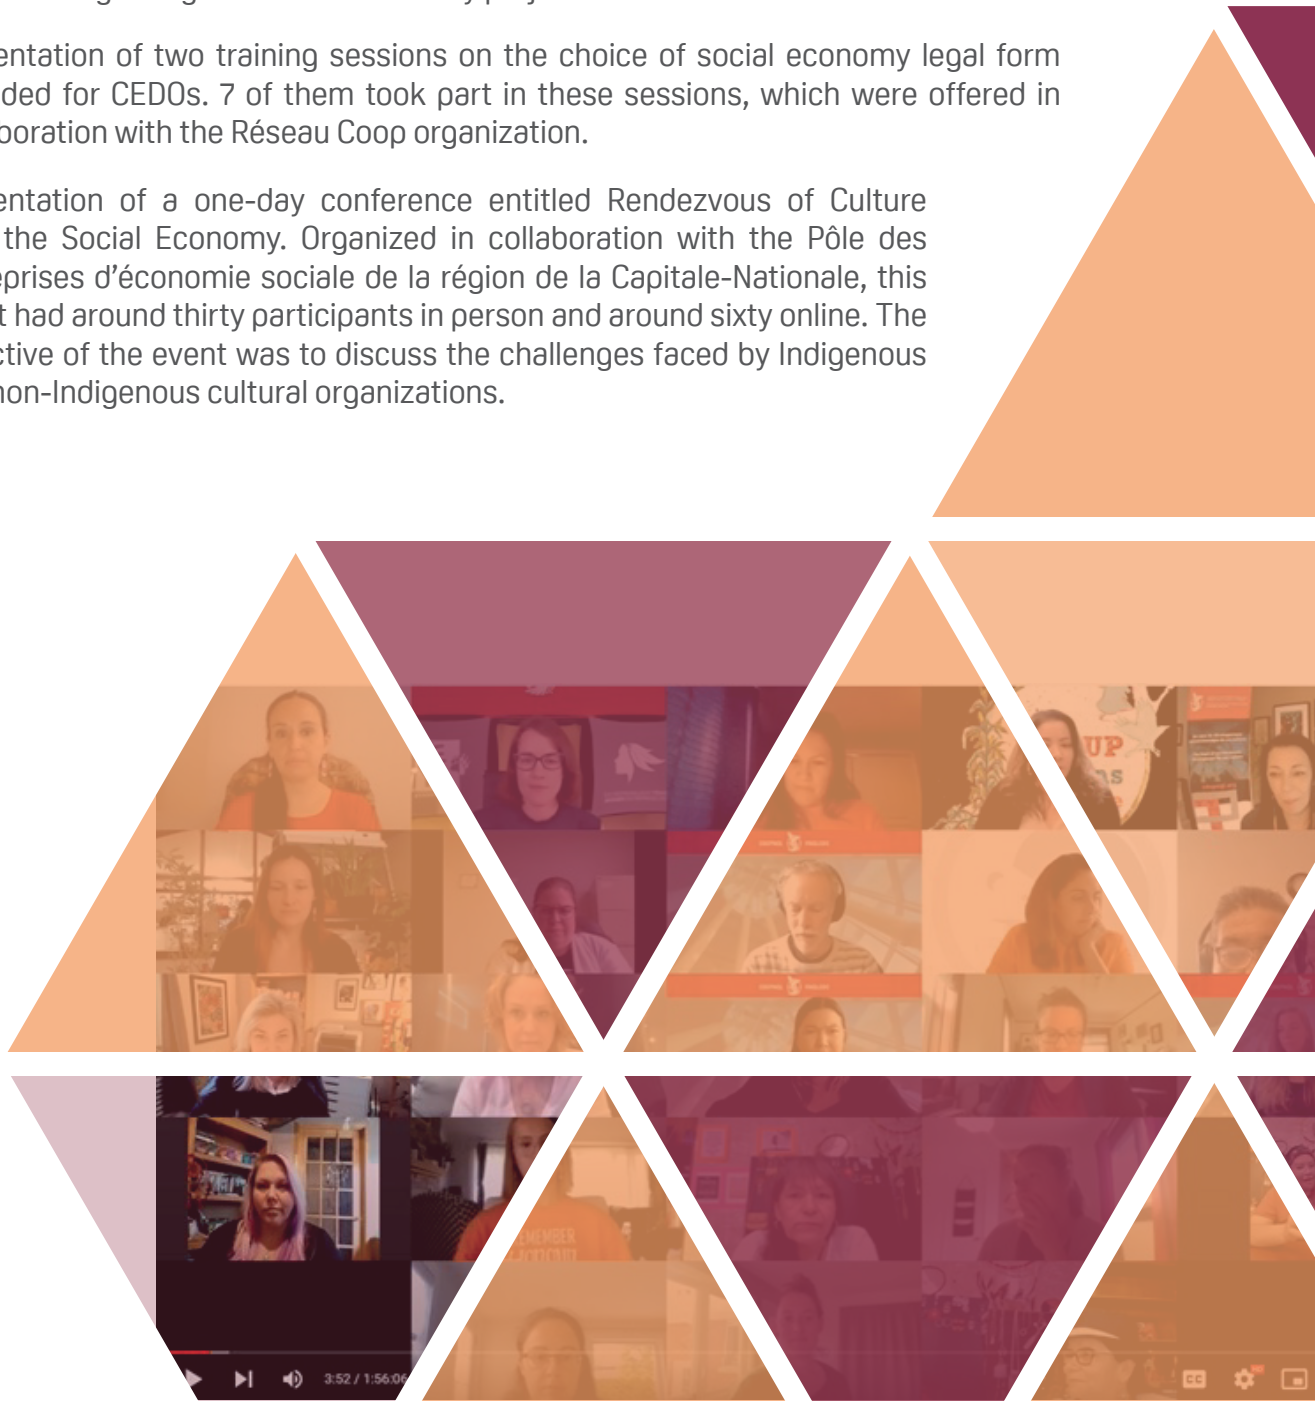 entation of two training sessions on the choice of social economy legal form
ded for CEDOs. 7 of them took part in these sessions, which were offered in
boration with the Réseau Coop organization.
entation of a one-day conference entitled Rendezvous of Culture
the Social Economy. Organized in collaboration with the Pôle des
eprises d'économie sociale de la région de la Capitale-Nationale, this
t had around thirty participants in person and around sixty online. The
ctive of the event was to discuss the challenges faced by Indigenous
non-Indigenous cultural organizations.
UP
EMEMBER
3:52 / 1:56:06
CC